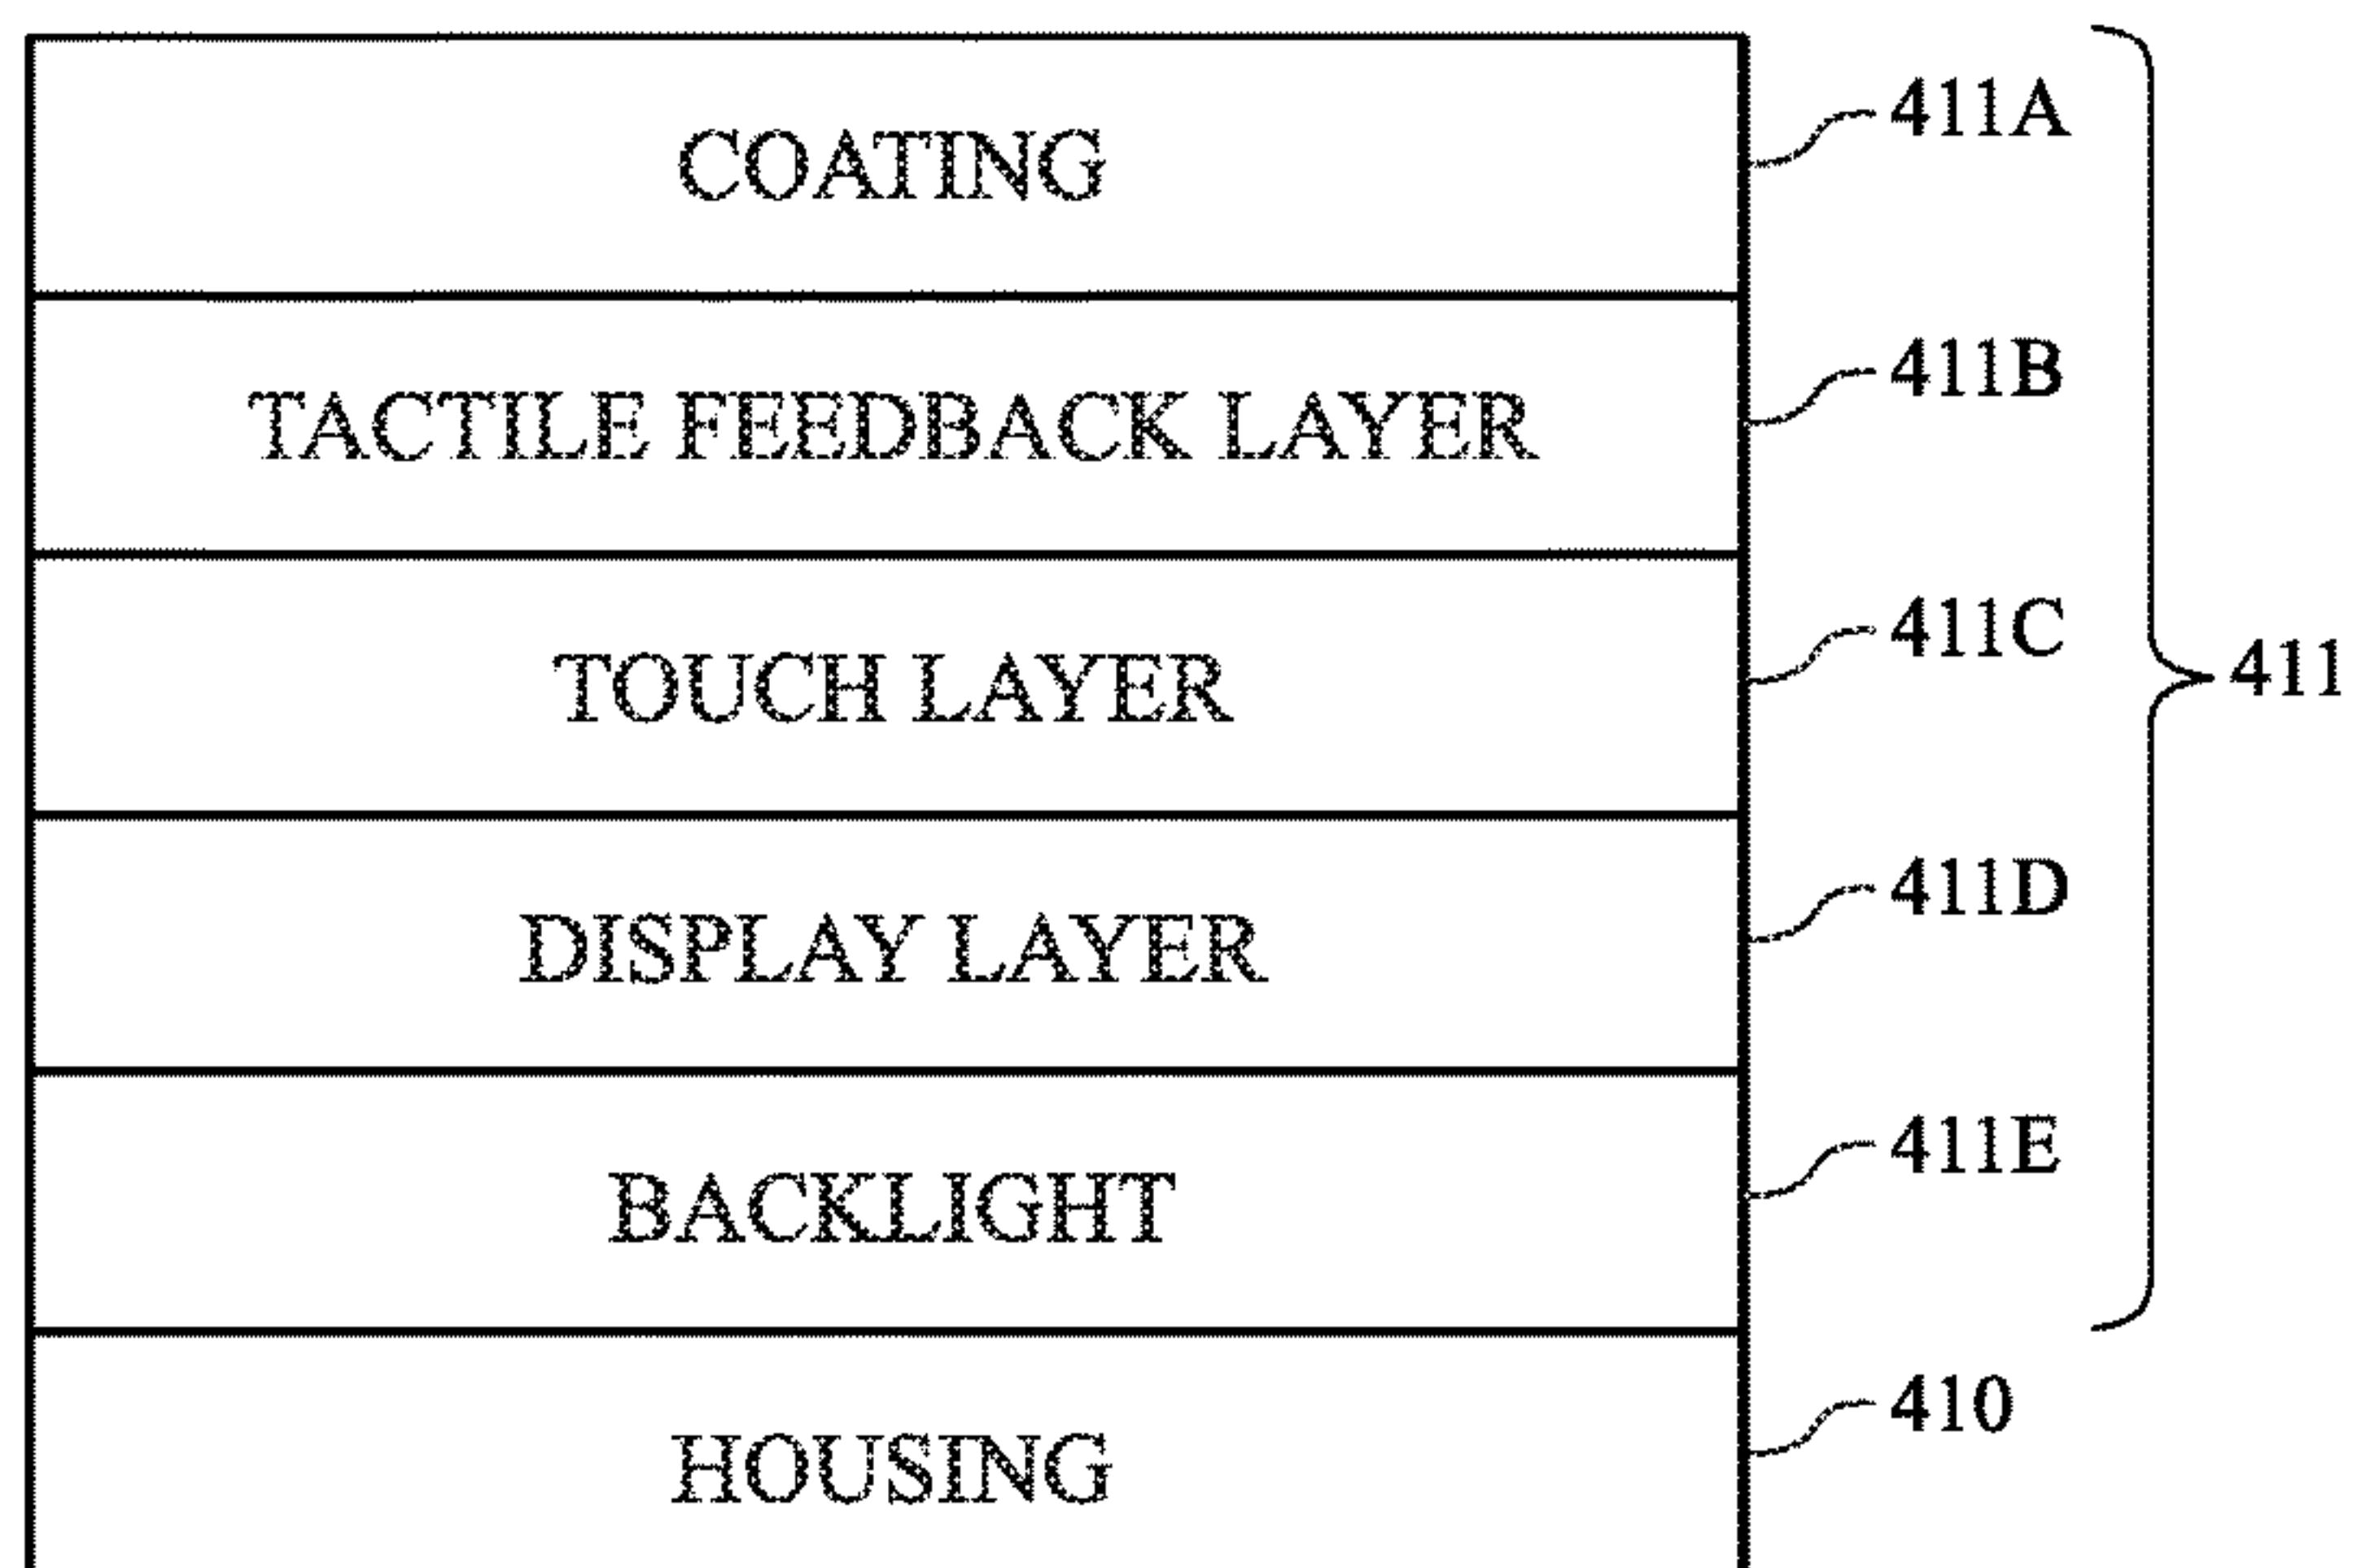 COATING 411A
TACTILE FEEDBACK LAYER 411B
TOUCH LAYER 411C
411
DISPLAY LAYER 411D
BACKLIGHT 411E
HOUSING 410